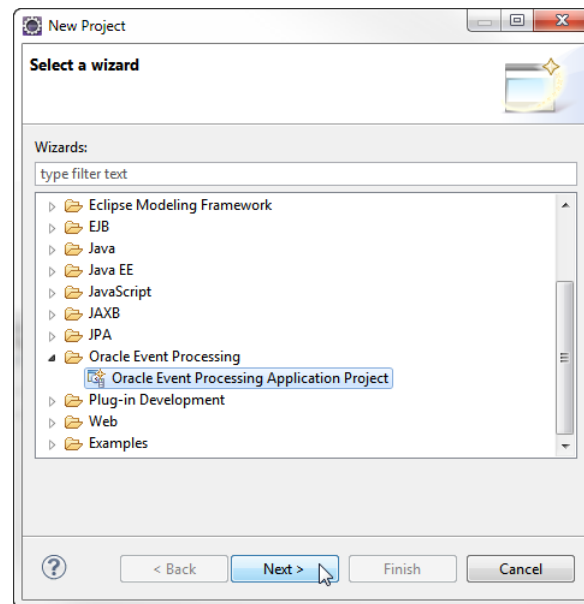 New Project
Select a wizard
Wizards:
type filter text
Eclipse Modeling Framework
EJB
Java
Java EE
JavaScript
JAXB
JPA
Oracle Event Processing
Oracle Event Processing Application Project
Plug-in Development
Web
Examples
? < Back Next > Finish Cancel